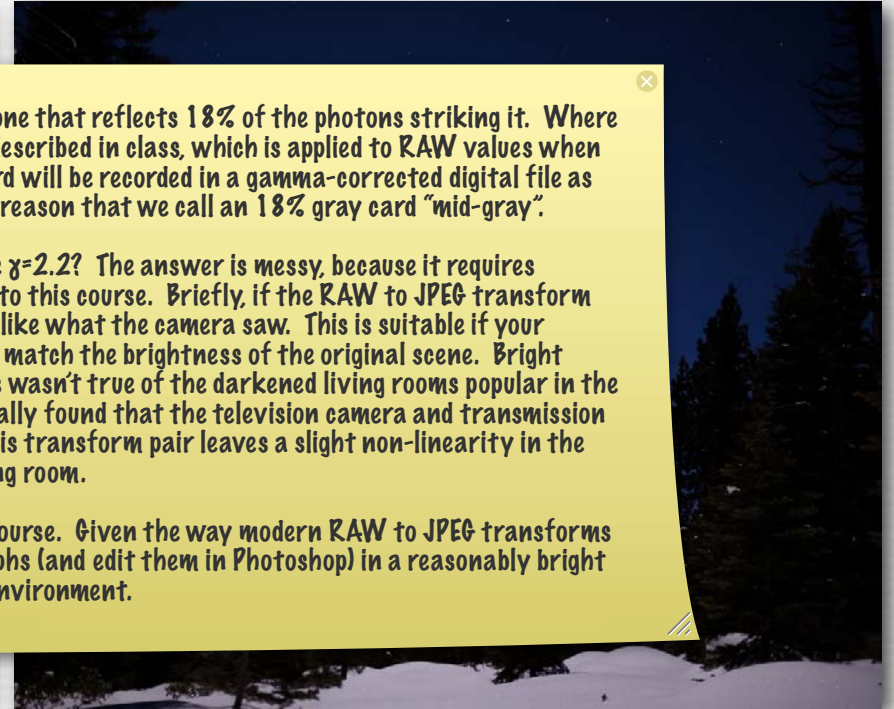 one that reflects 18% of the photons striking it. Where
described in class, which is applied to RAW values when
rd will be recorded in a gamma-corrected digital file as
reason that we call an 18% gray card “mid-gray”.
γ=2.2? The answer is messy, because it requires
to this course. Briefly, if the RAW to JPEG transform
like what the camera saw. This is suitable if your
match the brightness of the original scene. Bright
s wasn’t true of the darkened living rooms popular in the
ally found that the television camera and transmission
is transform pair leaves a slight non-linearity in the
ng room.
ourse. Given the way modern RAW to JPEG transforms
phs (and edit them in Photoshop) in a reasonably bright
nvironment.